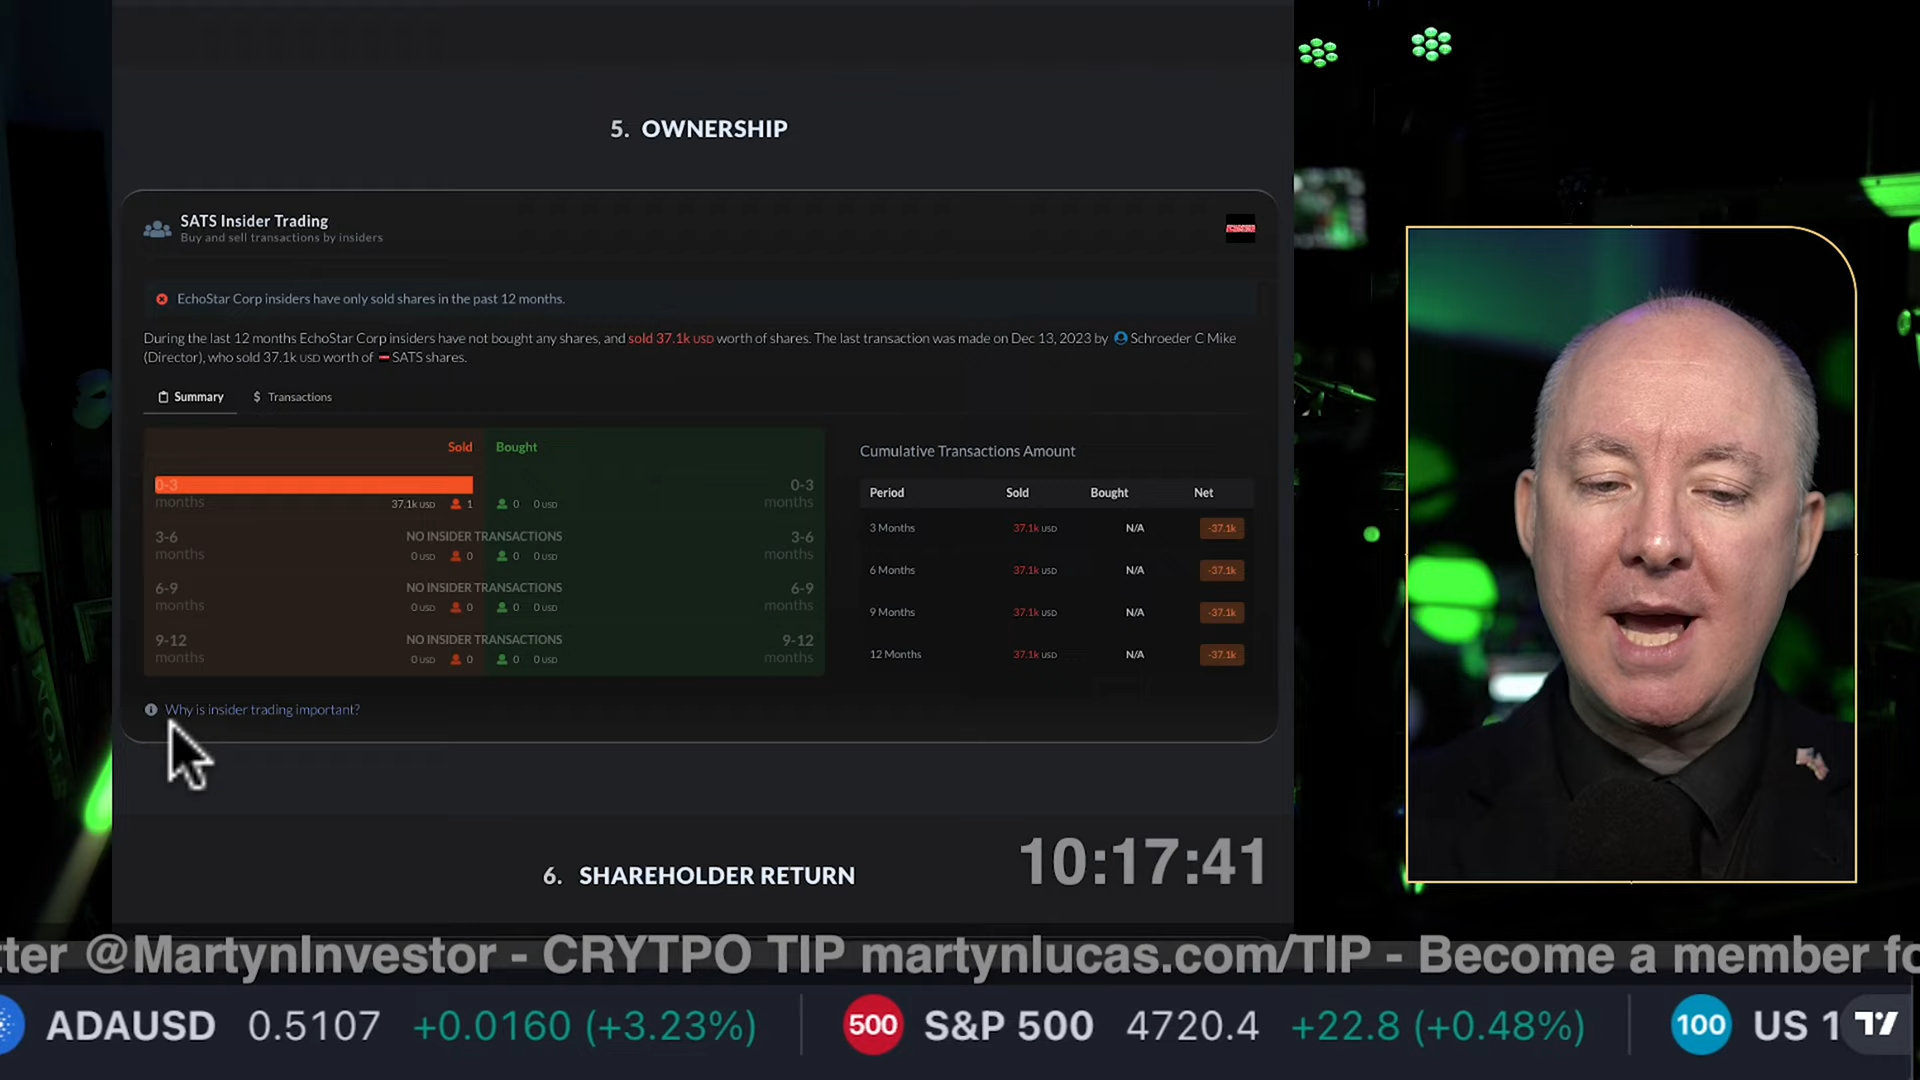 5. OWNERSHIP
SATS Insider Trading
Buy and sell transactions by insiders
EchoStar Corp insiders have only sold shares in the past 12 months.
During the last 12 months EchoStar Corp insiders have not bought any shares, and sold 37.1k USD worth of shares. The last transaction was made on Dec 13, 2023 by Schroeder C Mike
(Director), who sold 37.1k USD worth of SATS shares.
Summary $ Transactions
Sold Bought
0-3 months 37.1k USD 1 0 0 USD 0-3 months
3-6 months NO INSIDER TRANSACTIONS 0 USD 0 0 0 USD 3-6 months
6-9 months NO INSIDER TRANSACTIONS 0 USD 0 0 0 USD 6-9 months
9-12 months NO INSIDER TRANSACTIONS 0 USD 0 0 0 USD 9-12 months
Cumulative Transactions Amount
Period Sold Bought Net
3 Months 37.1k USD N/A -37.1k
6 Months 37.1k USD N/A -37.1k
9 Months 37.1k USD N/A -37.1k
12 Months 37.1k USD N/A -37.1k
Why is insider trading important?
6. SHAREHOLDER RETURN
10:17:41
tter @MartynInvestor - CRYTPO TIP martynlucas.com/TIP - Become a member fo
ADAUSD 0.5107 +0.0160 (+3.23%) 500 S&P 500 4720.4 +22.8 (+0.48%) 100 US 1